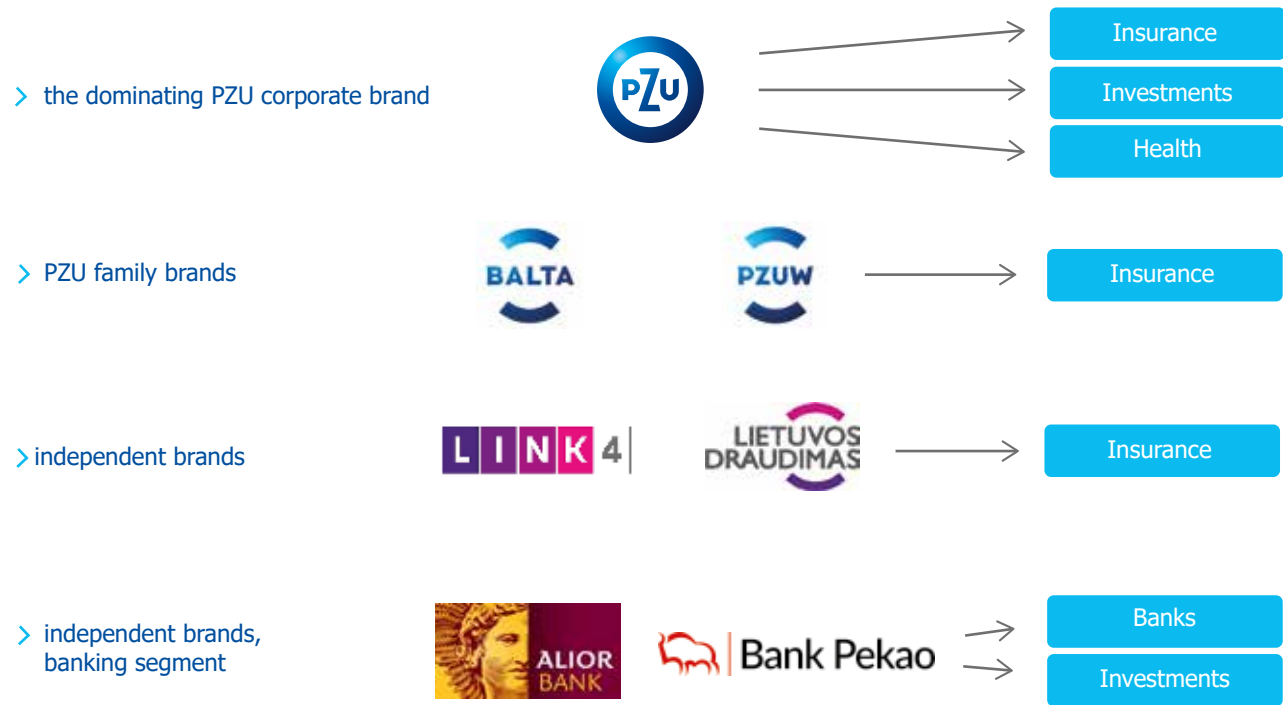 > the dominating PZU corporate brand
PZU
Insurance
Investments
Health
> PZU family brands
BALTA
PZUW
Insurance
> independent brands
LINK4
LIETUVOS
DRAUDIMAS
Insurance
> independent brands,
banking segment
ALIOR
BANK
Bank Pekao
Banks
Investments